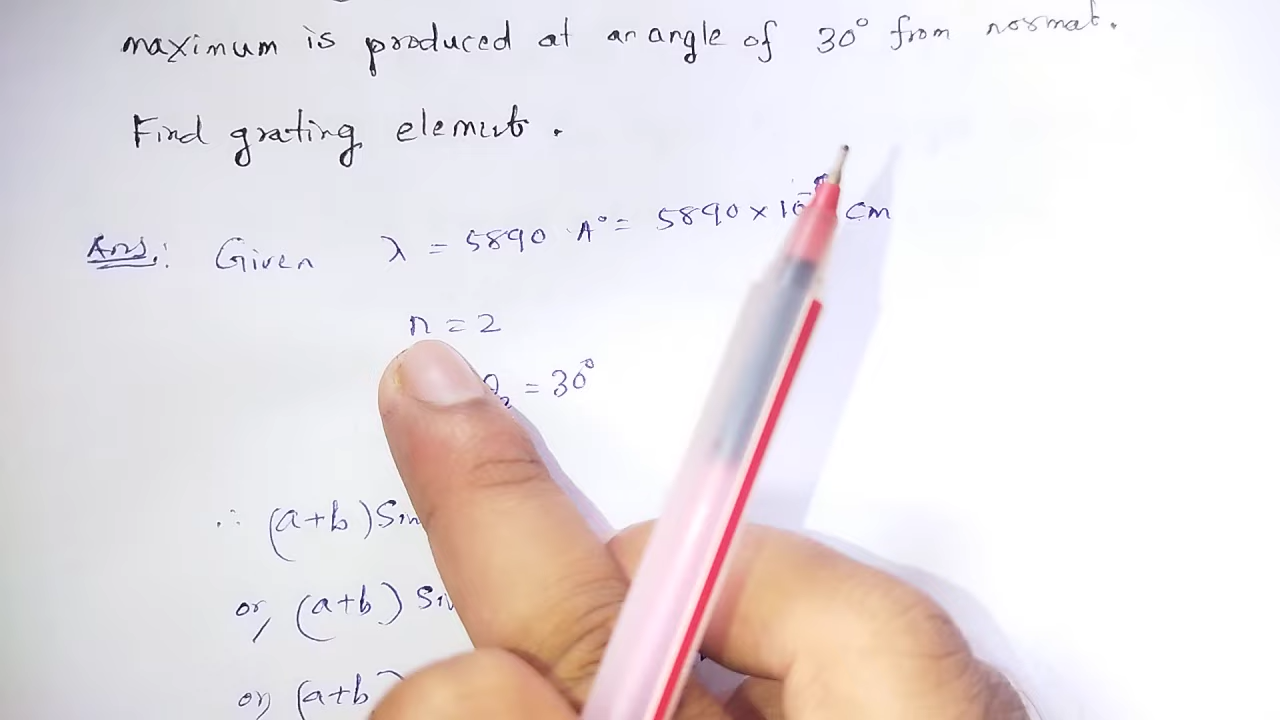 maximum is produced at an angle of 30° from normal.
Find grating element.
Ans: Given λ = 5890 A° = 5890 × 10 cm
n = 2
= 30°
∴ (a+b) Sin
or, (a+b)
or, (a+b)